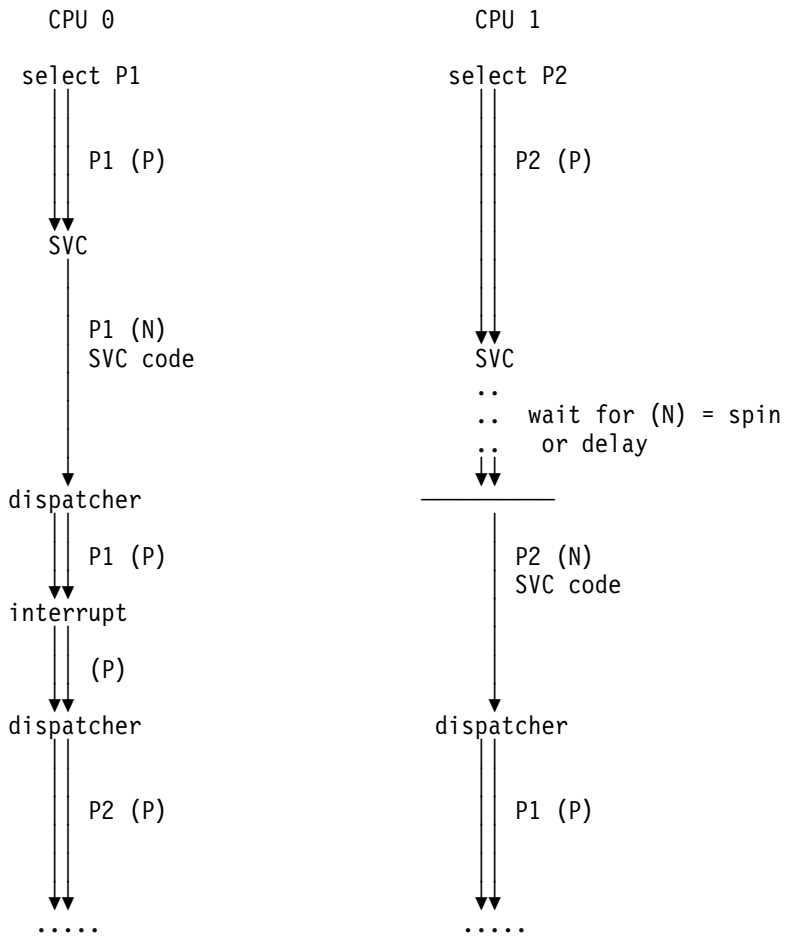 CPU 0
CPU 1
select P1
select P2
P1 (P)
P2 (P)
SVC
P1 (N)
SVC code
SVC
..
.. wait for (N) = spin
.. or delay
dispatcher
P1 (P)
P2 (N)
SVC code
interrupt
(P)
dispatcher
dispatcher
P2 (P)
P1 (P)
.....
.....